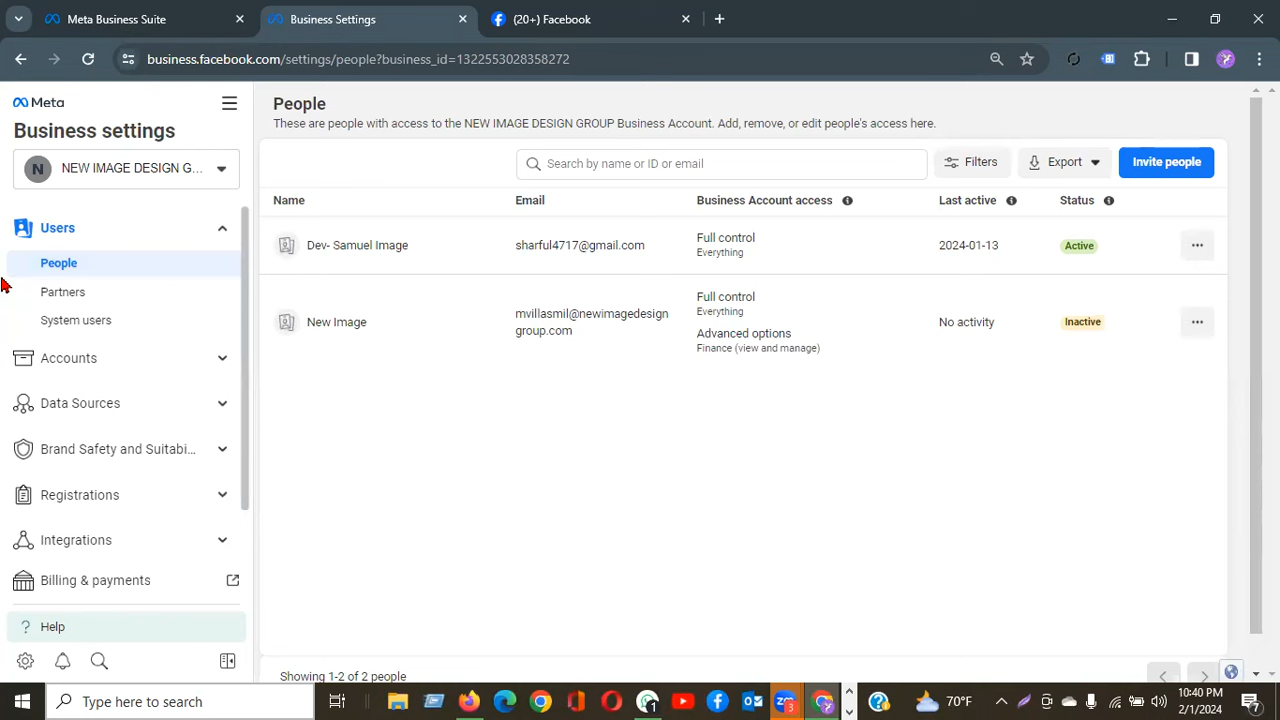 Meta Business Suite
Business Settings
(20+) Facebook
business.facebook.com/settings/people?business_id=1322553028358272
Meta
Business settings
N
NEW IMAGE DESIGN G...
Users
People
Partners
System users
Accounts
Data Sources
Brand Safety and Suitabi...
Registrations
Integrations
Billing & payments
? Help
People
These are people with access to the NEW IMAGE DESIGN GROUP Business Account. Add, remove, or edit people's access here.
Search by name or ID or email
Filters
Export
Invite people
Name Email Business Account access Last active Status
Dev- Samuel Image sharful4717@gmail.com Full control 2024-01-13 Active
Everything
New Image mvillasmil@newimagedesign Full control No activity Inactive
group.com Everything
Advanced options
Finance (view and manage)
Showing 1-2 of 2 people
Type here to search
1
3
70°F
10:40 PM
2/1/2024
7